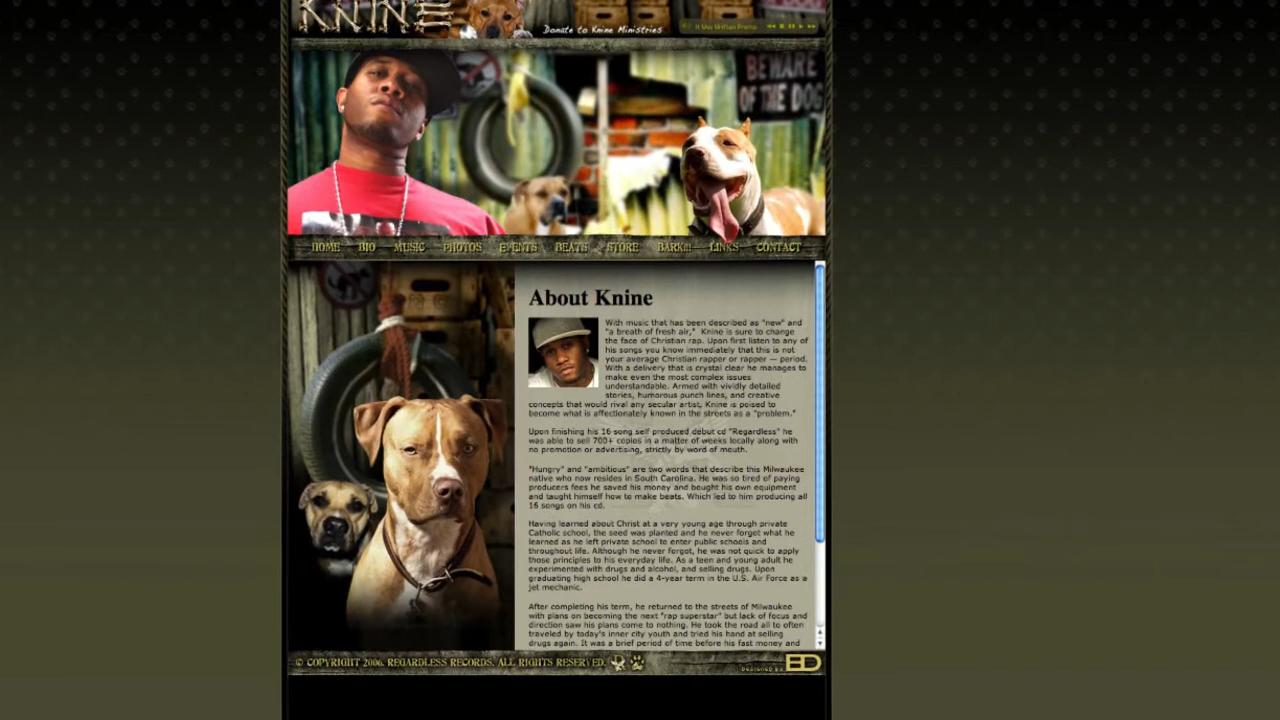 KNINE
Donate to Knine Ministries
It Was Written Promo
BEWARE
OF THE DOG
HOME BIO MUSIC PHOTOS EVENTS BEATS STORE BARK!!! LINKS CONTACT
About Knine
With music that has been described as "new" and
"a breath of fresh air,"  Knine is sure to change
the face of Christian rap. Upon first listen to any of
his songs you know immediately that this is not
your average Christian rapper or rapper — period.
With a delivery that is crystal clear he manages to
make even the most complex issues
understandable. Armed with vividly detailed
stories, humorous punch lines, and creative
concepts that would rival any secular artist, Knine is poised to
become what is affectionately known in the streets as a "problem."
Upon finishing his 16 song self produced debut cd "Regardless" he
was able to sell 700+ copies in a matter of weeks locally along with
no promotion or advertising, strictly by word of mouth.
"Hungry" and "ambitious" are two words that describe this Milwaukee
native who now resides in South Carolina. He was so tired of paying
producers fees he saved his money and bought his own equipment
and taught himself how to make beats. Which led to him producing all
16 songs on his cd.
Having learned about Christ at a very young age through private
Catholic school, the seed was planted and he never forgot what he
learned as he left private school to enter public schools and
throughout life. Although he never forgot, he was not quick to apply
those principles to his everyday life. As a teen and young adult he
experimented with drugs and alcohol, and selling drugs. Upon
graduating high school he did a 4-year term in the U.S. Air Force as a
jet mechanic.
After completing his term, he returned to the streets of Milwaukee
with plans on becoming the next "rap superstar" but lack of focus and
direction saw his plans come to nothing. He took the road all to often
traveled by today's inner city youth and tried his hand at selling
drugs again. It was a brief period of time before his fast money and
© COPYRIGHT 2006. REGARDLESS RECORDS. ALL RIGHTS RESERVED.
DESIGNED BY BD